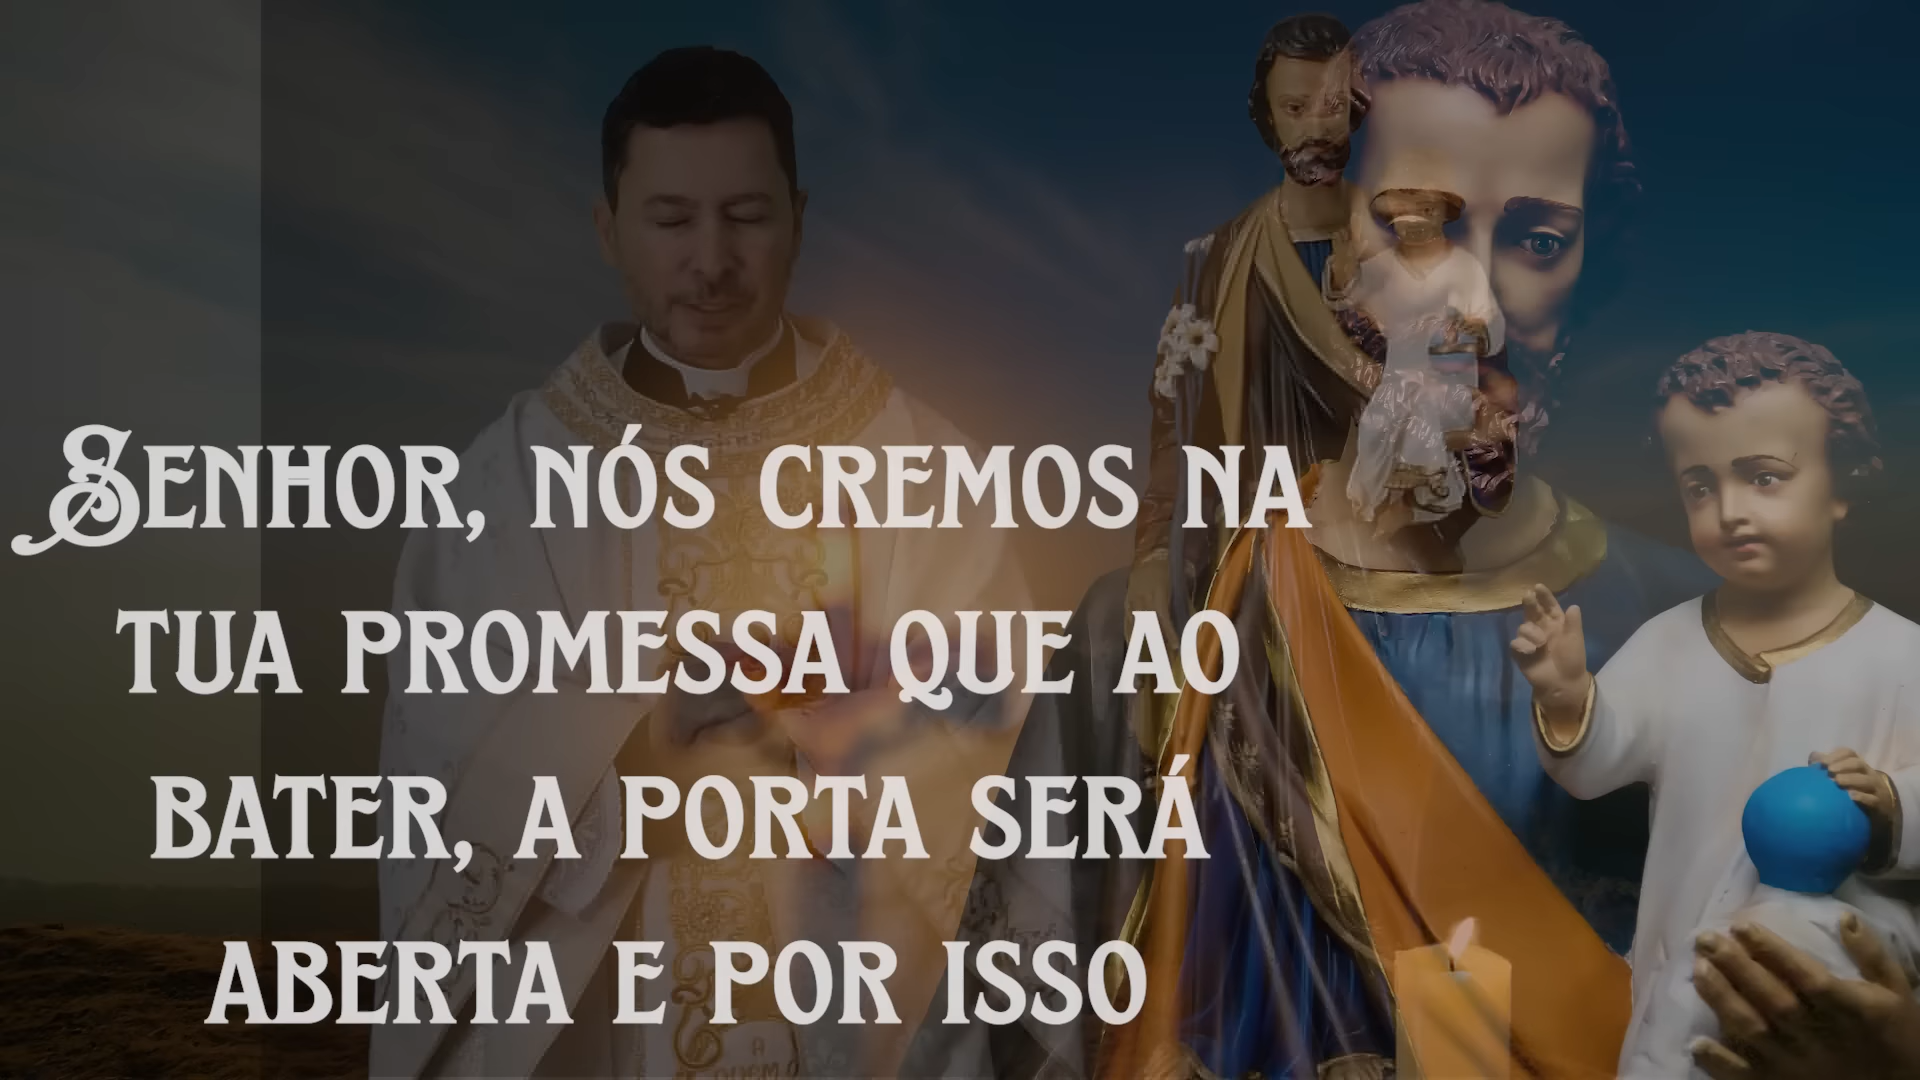 Senhor, nós cremos na
tua promessa que ao
bater, a porta será
aberta e por isso